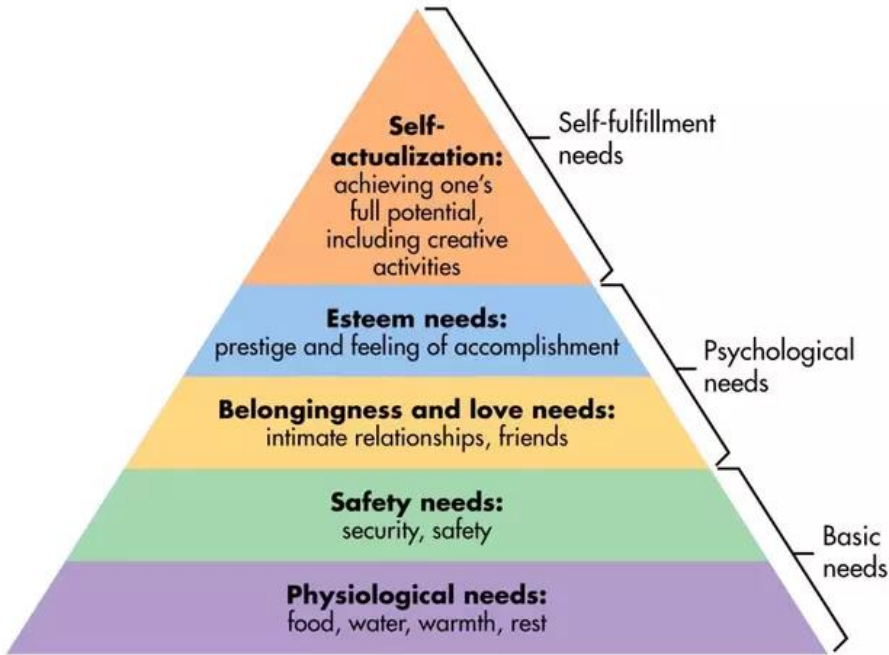 Self-
actualization:
achieving one's
full potential,
including creative
activities
Self-fulfillment
needs
Esteem needs:
prestige and feeling of accomplishment
Psychological
needs
Belongingness and love needs:
intimate relationships, friends
Safety needs:
security, safety
Basic
needs
Physiological needs:
food, water, warmth, rest